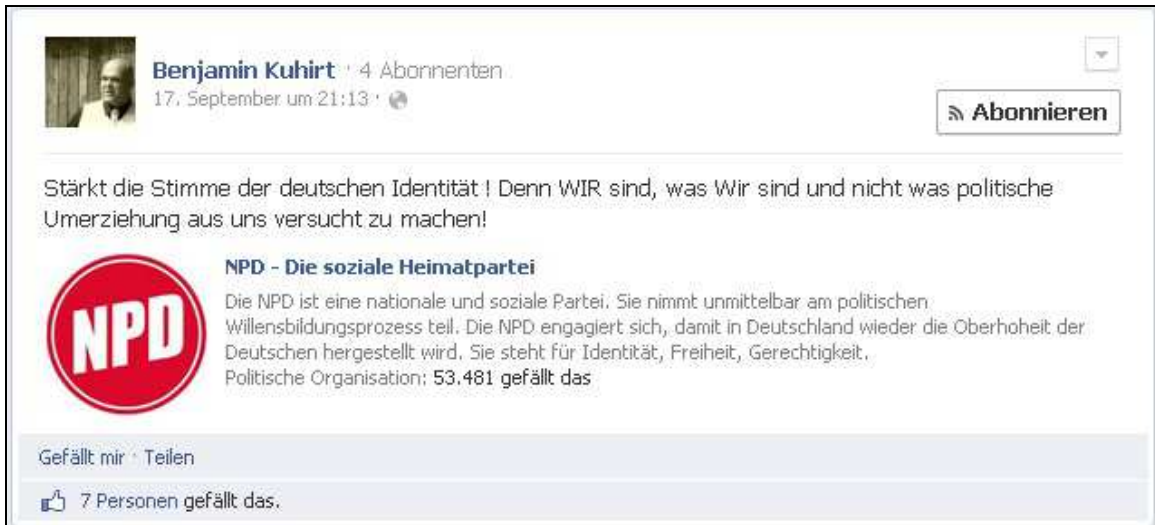 Benjamin Kuhirt · 4 Abonnenten
17. September um 21:13 ·
Abonnieren
Stärkt die Stimme der deutschen Identität ! Denn WIR sind, was Wir sind und nicht was politische
Umerziehung aus uns versucht zu machen!
NPD
NPD - Die soziale Heimatpartei
Die NPD ist eine nationale und soziale Partei. Sie nimmt unmittelbar am politischen
Willensbildungsprozess teil. Die NPD engagiert sich, damit in Deutschland wieder die Oberhoheit der
Deutschen hergestellt wird. Sie steht für Identität, Freiheit, Gerechtigkeit.
Politische Organisation: 53.481 gefällt das
Gefällt mir · Teilen
7 Personen gefällt das.